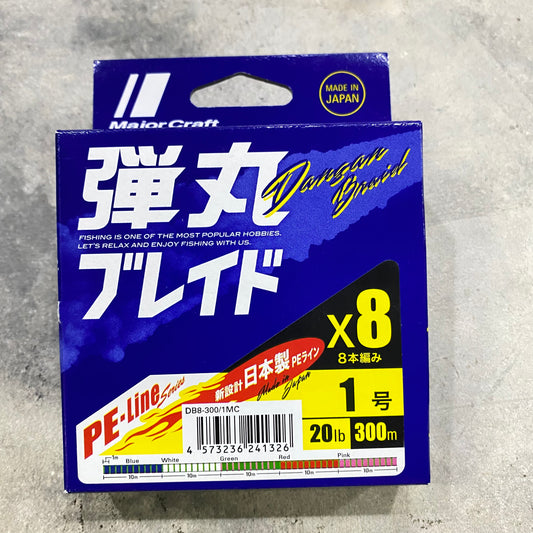 MajorCraft
MADE IN
JAPAN
弾丸
Dangan
Braid
FISHING IS ONE OF THE MOST POPULAR HOBBIES.
LET'S RELAX AND ENJOY FISHING WITH US.
ブレイド
X8
8本編み
PE-Line Series
新設計 日本製 PEライン
Made in Japan
1号
20lb 300m
DB8-300/1MC
4 573236 241326
1m
Blue White Green Red Pink
10m 10m 10m 10m 10m